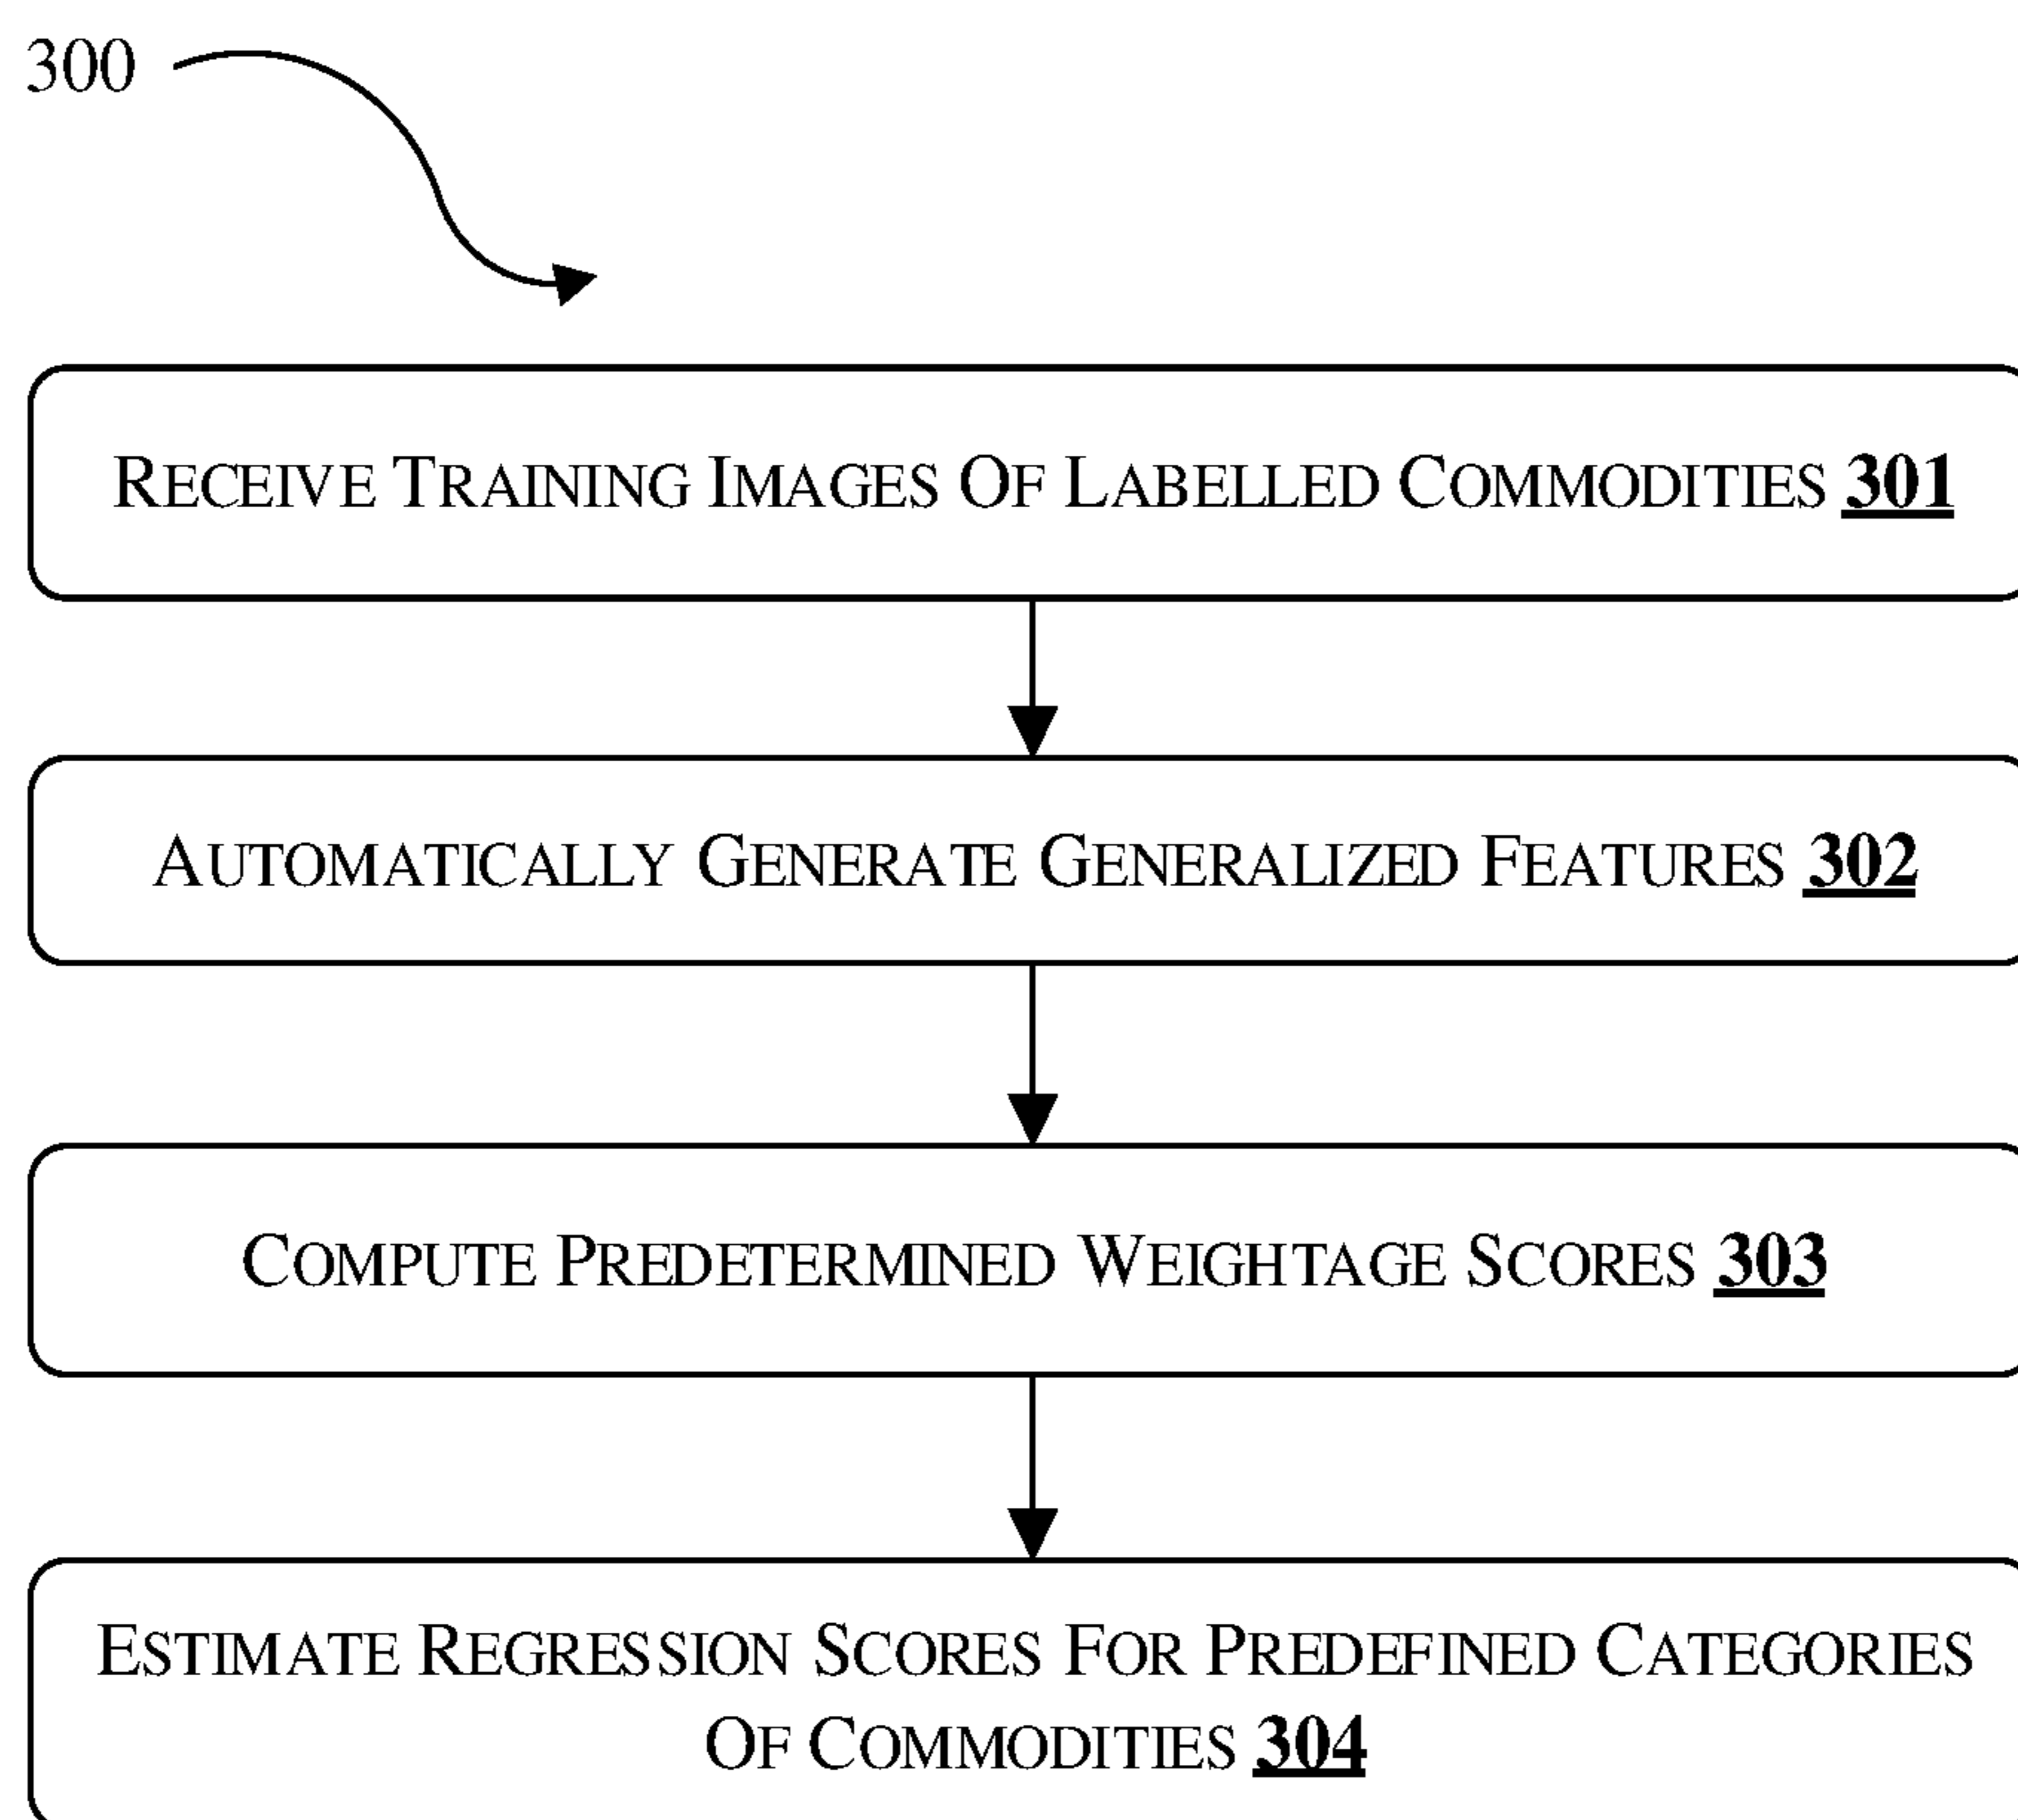 300
RECEIVE TRAINING IMAGES OF LABELLED COMMODITIES 301
AUTOMATICALLY GENERATE GENERALIZED FEATURES 302
COMPUTE PREDETERMINED WEIGHTAGE SCORES 303
ESTIMATE REGRESSION SCORES FOR PREDEFINED CATEGORIES
OF COMMODITIES 304